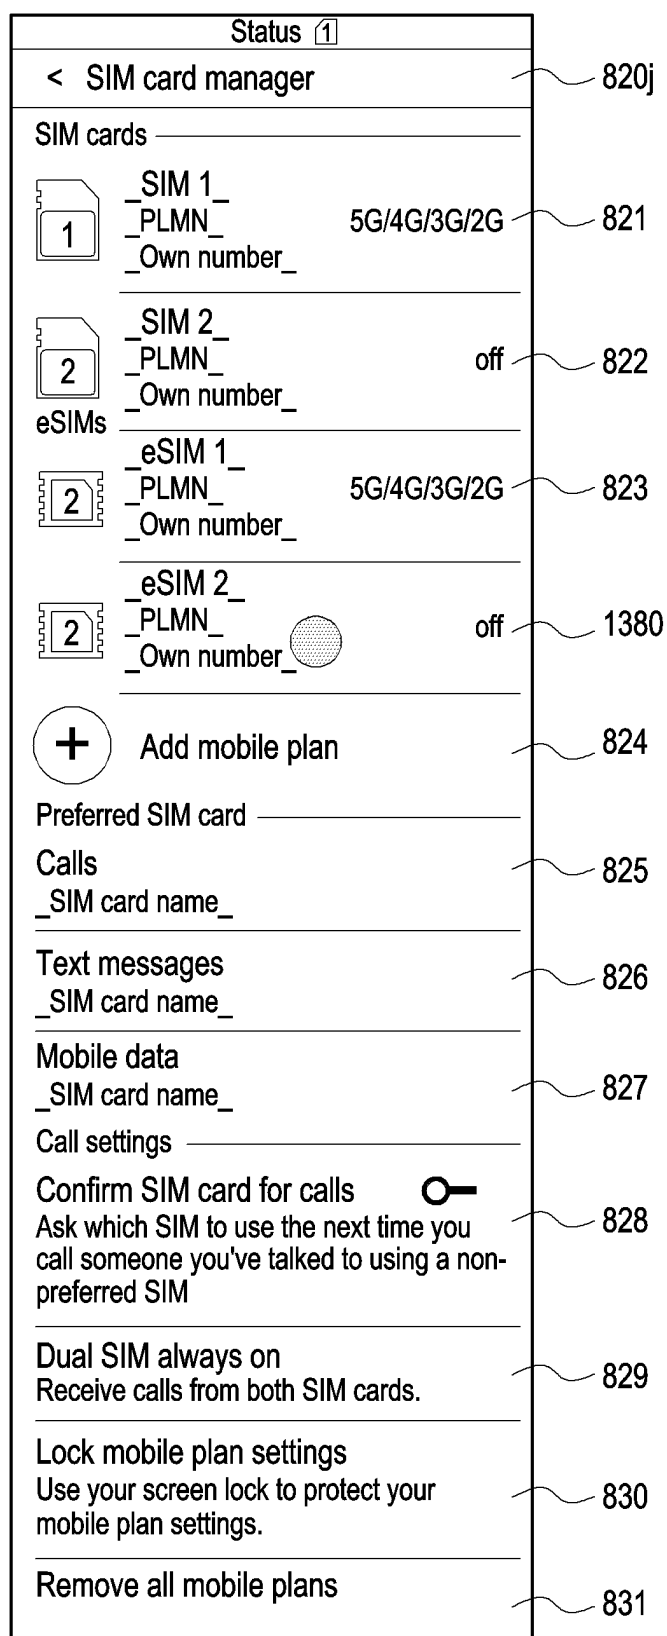 Status 1
< SIM card manager 820j
SIM cards
_SIM 1_
1 _PLMN_ 5G/4G/3G/2G 821
_Own number_
_SIM 2_
2 _PLMN_ off 822
_Own number_
eSIMs
_eSIM 1_
2 _PLMN_ 5G/4G/3G/2G 823
_Own number_
_eSIM 2_
2 _PLMN_ off 1380
_Own number_
+ Add mobile plan 824
Preferred SIM card
Calls 825
_SIM card name_
Text messages 826
_SIM card name_
Mobile data 827
_SIM card name_
Call settings
Confirm SIM card for calls
Ask which SIM to use the next time you 828
call someone you've talked to using a non-
preferred SIM
Dual SIM always on 829
Receive calls from both SIM cards.
Lock mobile plan settings
Use your screen lock to protect your 830
mobile plan settings.
Remove all mobile plans 831